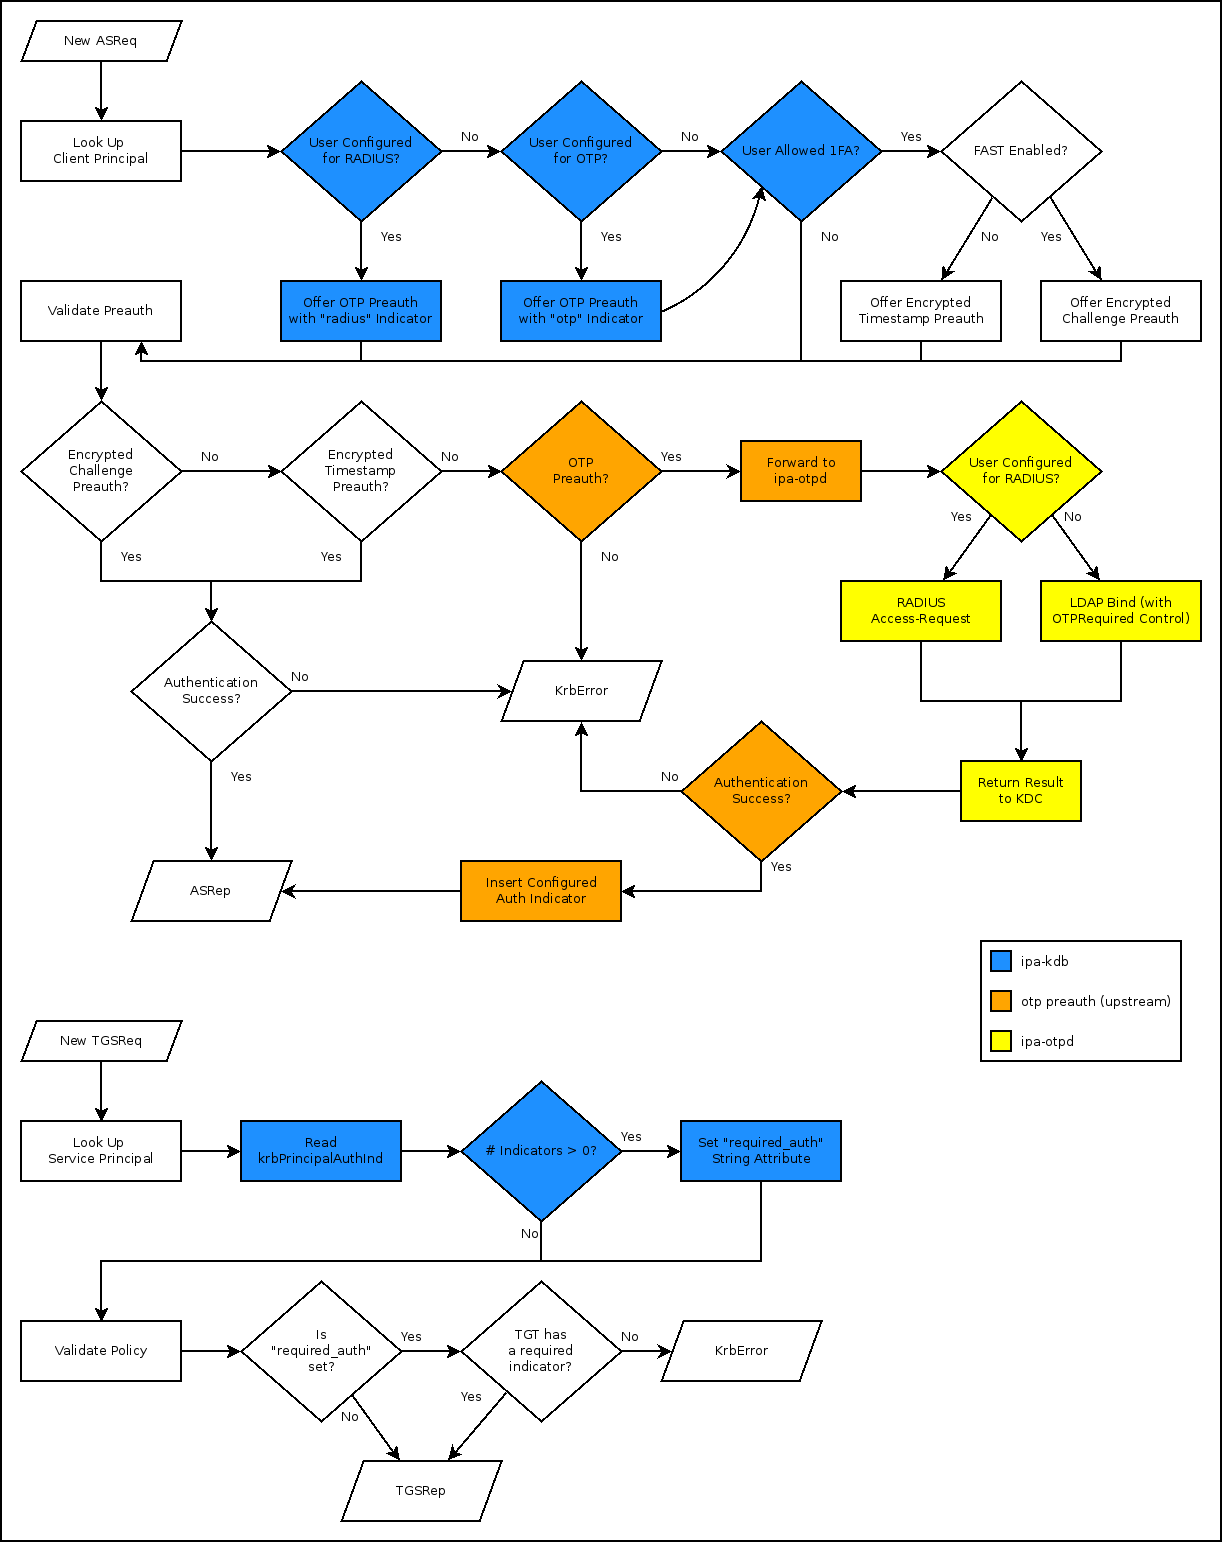 New ASReq
Look Up
Client Principal
User Configured
for RADIUS?
No
User Configured
for OTP?
No
User Allowed 1FA?
Yes
FAST Enabled?
Yes
Yes
No
No
Yes
Validate Preauth
Offer OTP Preauth
with "radius" Indicator
Offer OTP Preauth
with "otp" Indicator
Offer Encrypted
Timestamp Preauth
Offer Encrypted
Challenge Preauth
Encrypted
Challenge
Preauth?
No
Encrypted
Timestamp
Preauth?
No
OTP
Preauth?
Yes
Forward to
ipa-otpd
User Configured
for RADIUS?
Yes
No
Yes
Yes
No
RADIUS
Access-Request
LDAP Bind (with
OTPRequired Control)
Authentication
Success?
No
KrbError
Yes
No
Authentication
Success?
Return Result
to KDC
Yes
ASRep
Insert Configured
Auth Indicator
ipa-kdb
otp preauth (upstream)
ipa-otpd
New TGSReq
Look Up
Service Principal
Read
krbPrincipalAuthInd
# Indicators > 0?
Yes
Set "required_auth"
String Attribute
No
Validate Policy
Is
"required_auth"
set?
Yes
TGT has
a required
indicator?
No
KrbError
No
Yes
TGSRep